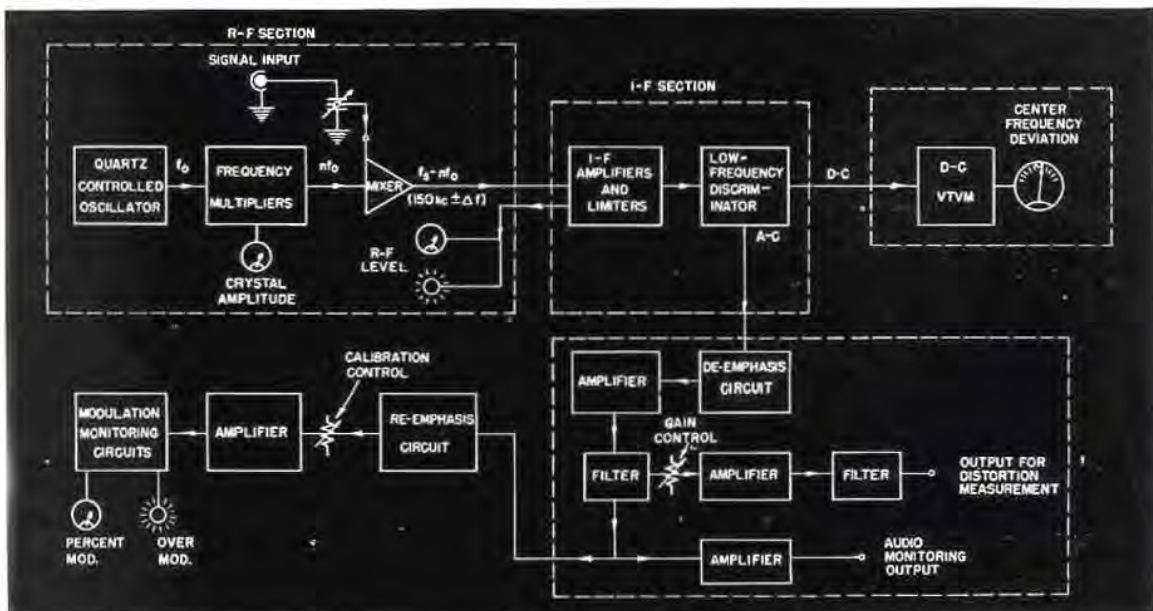 R-F SECTION
SIGNAL INPUT
QUARTZ
CONTROLLED
OSCILLATOR
f₀
FREQUENCY
MULTIPLIERS
nf₀
MIXER
fₛ-nf₀
(150 kc ± Δf)
R-F
LEVEL
CRYSTAL
AMPLITUDE
I-F SECTION
I-F
AMPLIFIERS
AND
LIMITERS
LOW-
FREQUENCY
DISCRIM-
INATOR
D-C
A-C
D-C
VTVM
CENTER
FREQUENCY
DEVIATION
MODULATION
MONITORING
CIRCUITS
PERCENT
MOD.
OVER
MOD.
AMPLIFIER
CALIBRATION
CONTROL
RE-EMPHASIS
CIRCUIT
AMPLIFIER
DE-EMPHASIS
CIRCUIT
FILTER
GAIN
CONTROL
AMPLIFIER
FILTER
OUTPUT FOR
DISTORTION
MEASUREMENT
AMPLIFIER
AUDIO
MONITORING
OUTPUT